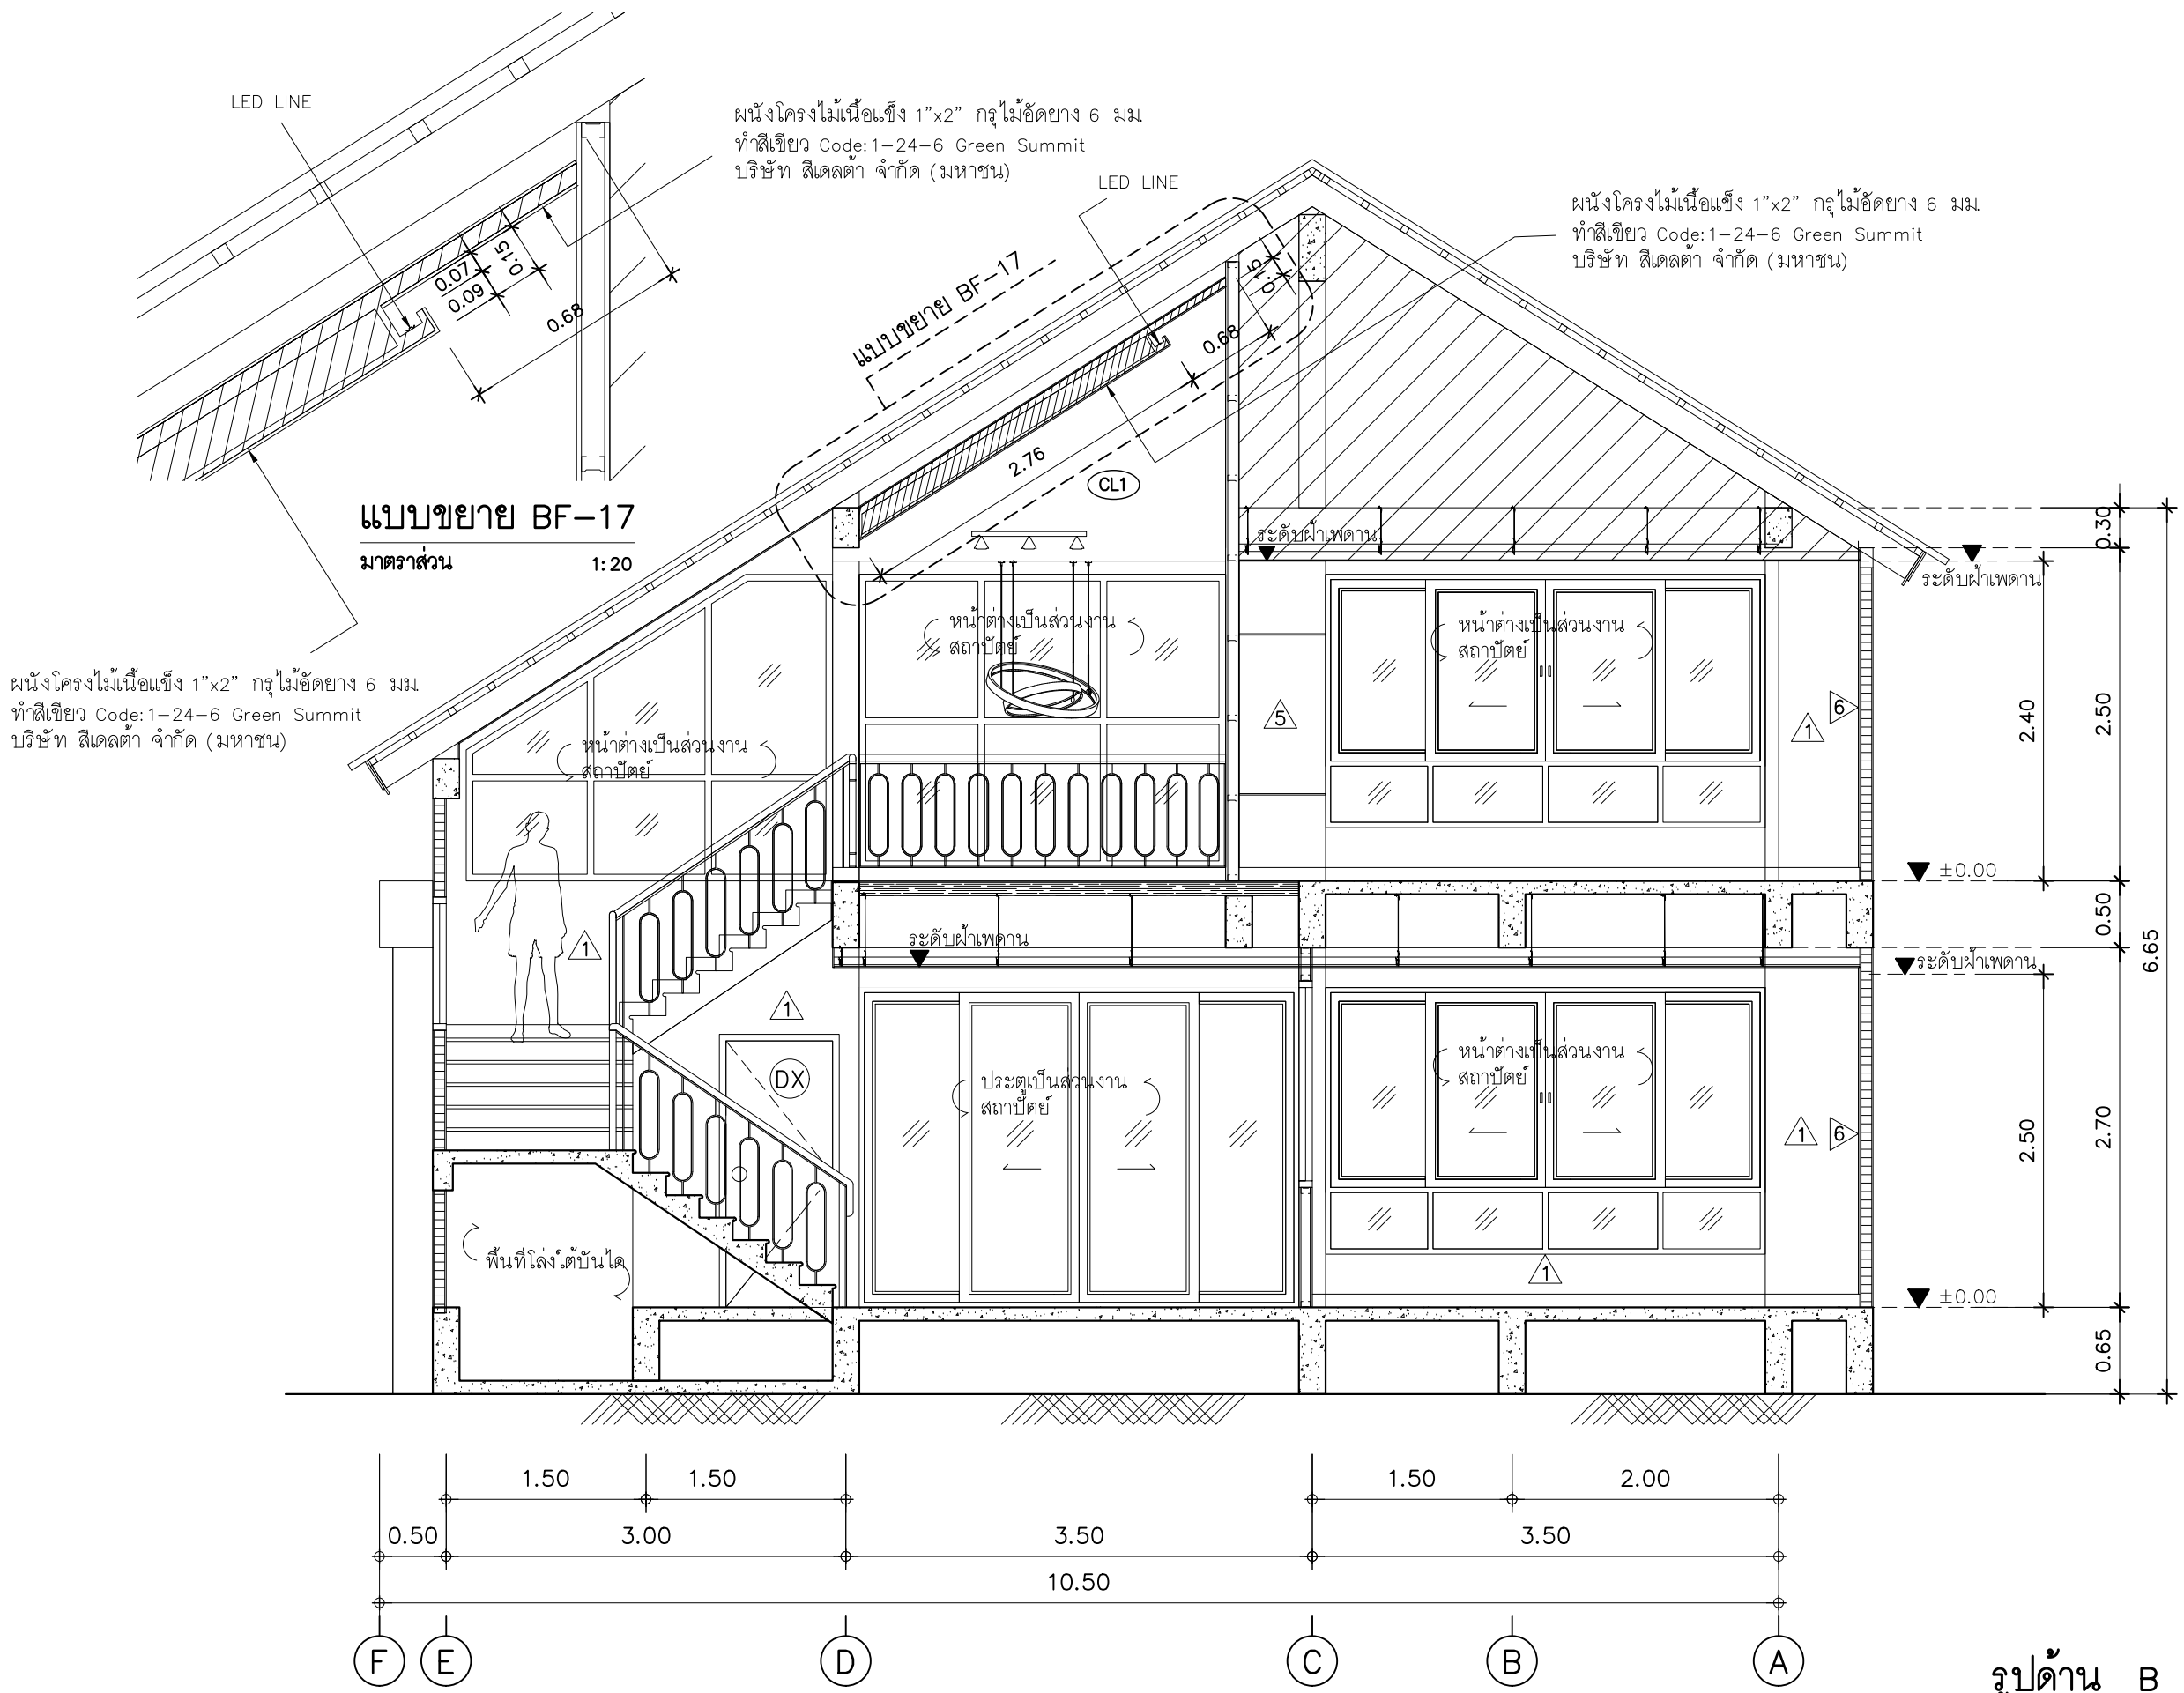 LED LINE
ผนังโครงไม้เนื้อแข็ง 1"x2" กรุไม้อัดยาง 6 มม.
ทำสีเขียว Code:1-24-6 Green Summit
บริษัท สีเดลต้า จำกัด (มหาชน)
LED LINE
ผนังโครงไม้เนื้อแข็ง 1"x2" กรุไม้อัดยาง 6 มม.
ทำสีเขียว Code:1-24-6 Green Summit
บริษัท สีเดลต้า จำกัด (มหาชน)
0.07
0.09
0.15
0.68
แบบขยาย BF-17
0.15
0.68
2.76
CL1
แบบขยาย BF-17
มาตราส่วน 1:20
ระดับฝ้าเพดาน
0.30
ระดับฝ้าเพดาน
ผนังโครงไม้เนื้อแข็ง 1"x2" กรุไม้อัดยาง 6 มม.
ทำสีเขียว Code:1-24-6 Green Summit
บริษัท สีเดลต้า จำกัด (มหาชน)
หน้าต่างเป็นส่วนงาน
สถาปัตย์
หน้าต่างเป็นส่วนงาน
สถาปัตย์
หน้าต่างเป็นส่วนงาน
สถาปัตย์
5
1
6
2.40
2.50
±0.00
0.50
6.65
1
ระดับฝ้าเพดาน
ระดับฝ้าเพดาน
1
DX
ประตูเป็นส่วนงาน
สถาปัตย์
หน้าต่างเป็นส่วนงาน
สถาปัตย์
1
6
2.50
2.70
พื้นที่โล่งใต้บันได
1
±0.00
0.65
1.50 1.50 1.50 2.00
0.50 3.00 3.50 3.50
10.50
F E D C B A
รูปด้าน B